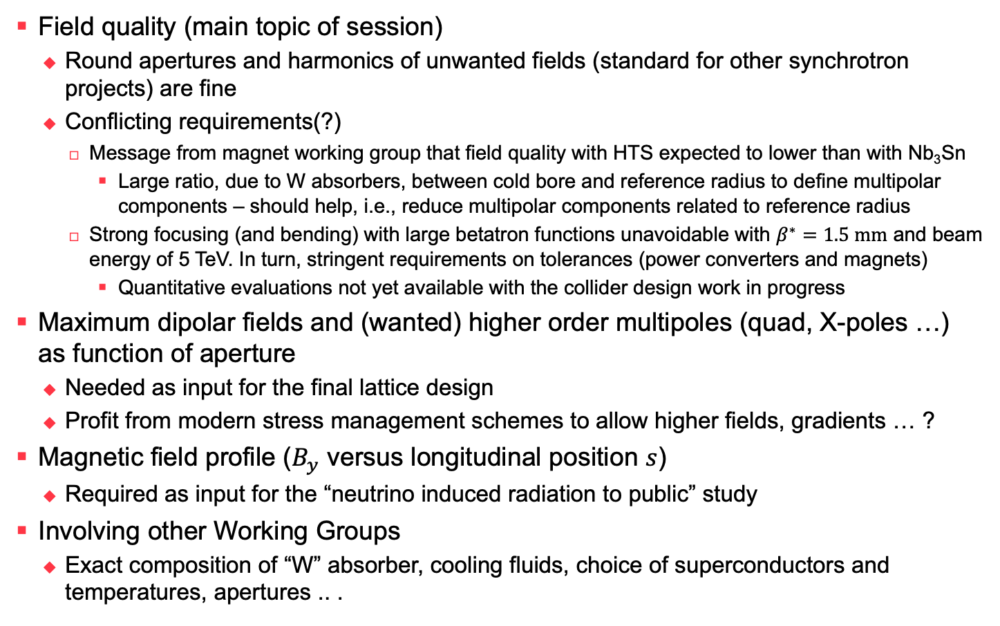 Field quality (main topic of session)
Round apertures and harmonics of unwanted fields (standard for other synchrotron
projects) are fine
Conflicting requirements(?)
Message from magnet working group that field quality with HTS expected to lower than with Nb₃Sn
Large ratio, due to W absorbers, between cold bore and reference radius to define multipolar
components – should help, i.e., reduce multipolar components related to reference radius
Strong focusing (and bending) with large betatron functions unavoidable with β* = 1.5 mm and beam
energy of 5 TeV. In turn, stringent requirements on tolerances (power converters and magnets)
Quantitative evaluations not yet available with the collider design work in progress
Maximum dipolar fields and (wanted) higher order multipoles (quad, X-poles …)
as function of aperture
Needed as input for the final lattice design
Profit from modern stress management schemes to allow higher fields, gradients … ?
Magnetic field profile (B_y versus longitudinal position s)
Required as input for the “neutrino induced radiation to public” study
Involving other Working Groups
Exact composition of “W” absorber, cooling fluids, choice of superconductors and
temperatures, apertures .. .